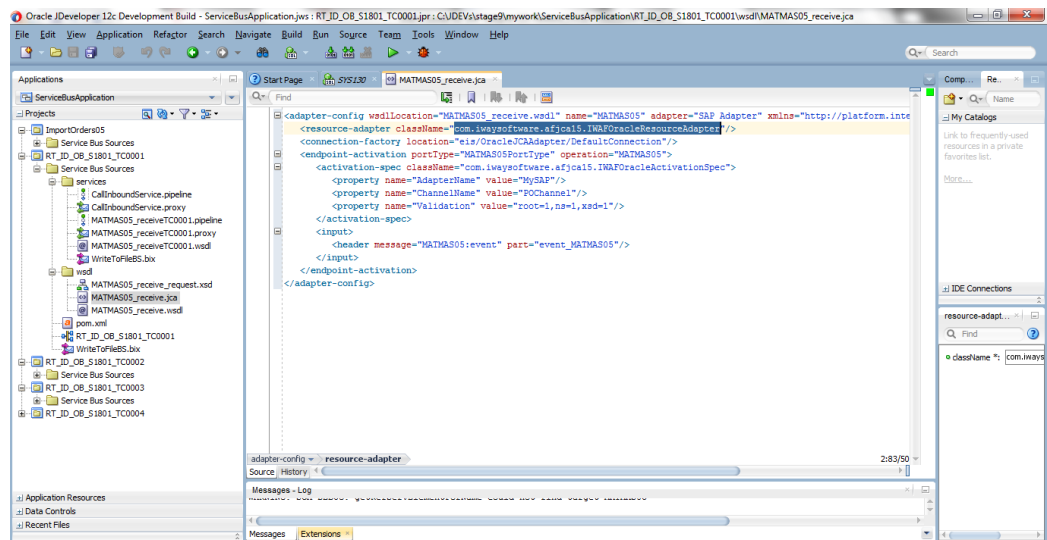 Oracle JDeveloper 12c Development Build - ServiceBusApplication.jws : RT_ID_OB_S1801_TC0001.jpr : C:\JDEVs\stage9\mywork\ServiceBusApplication\RT_ID_OB_S1801_TC0001\wsdl\MATMAS05_receive.jca
File Edit View Application Refactor Search Navigate Build Run Source Team Tools Window Help
Search
Applications
ServiceBusApplication
Projects
ImportOrders05
Service Bus Sources
RT_ID_OB_S1801_TC0001
Service Bus Sources
services
CallInboundService.pipeline
CallInboundService.proxy
MATMAS05_receiveTC0001.pipeline
MATMAS05_receiveTC0001.proxy
MATMAS05_receiveTC0001.wsdl
WriteToFileBS.bix
wsdl
MATMAS05_receive_request.xsd
MATMAS05_receive.jca
MATMAS05_receive.wsdl
pom.xml
RT_ID_OB_S1801_TC0001
WriteToFileBS.bix
RT_ID_OB_S1801_TC0002
Service Bus Sources
RT_ID_OB_S1801_TC0003
Service Bus Sources
RT_ID_OB_S1801_TC0004
Application Resources
Data Controls
Recent Files
Start Page SYS130 MATMAS05_receive.jca
Find
<adapter-config wsdlLocation="MATMAS05_receive.wsdl" name="MATMAS05" adapter="SAP Adapter" xmlns="http://platform.inte
<resource-adapter className="com.iwaysoftware.afjca15.IWAFOracleResourceAdapter"/>
<connection-factory location="eis/OracleJCAAdapter/DefaultConnection"/>
<endpoint-activation portType="MATMAS05PortType" operation="MATMAS05">
<activation-spec className="com.iwaysoftware.afjca15.IWAFOracleActivationSpec">
<property name="AdapterName" value="MySAP"/>
<property name="ChannelName" value="POChannel"/>
<property name="Validation" value="root=1,ns=1,xsd=1"/>
</activation-spec>
<input>
<header message="MATMAS05:event" part="event_MATMAS05"/>
</input>
</endpoint-activation>
</adapter-config>
adapter-config resource-adapter 2:83/50
Source History
Messages - Log
Messages Extensions
Comp... Re..
Name
My Catalogs
Link to frequently-used
resources in a private
favorites list.
More...
IDE Connections
resource-adapt...
Find
className *: com.iways